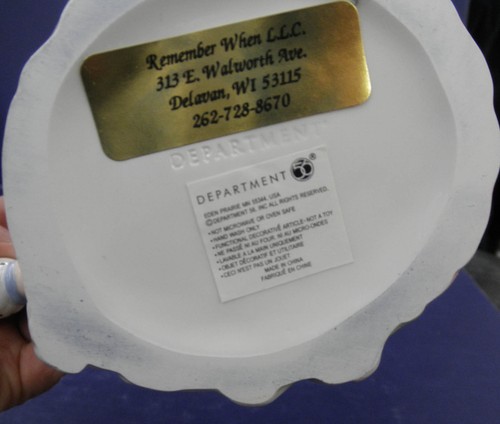 Remember When L.L.C.
313 E. Walworth Ave.
Delavan, WI 53115
262-728-8670
DEPARTMENT
DEPARTMENT 56 ®
EDEN PRAIRIE MN 55344, USA
©DEPARTMENT 56, INC ALL RIGHTS RESERVED.
•NOT MICROWAVE OR OVEN SAFE
•HAND WASH ONLY
•FUNCTIONAL DECORATIVE ARTICLE-NOT A TOY
•NE PASSÉ NI AU FOUR, NI AU MICRO-ONDES
•LAVABLE A LA MAIN UNIQUEMENT
•OBJET DÉCORATIF ET UTILITAIRE
•CECI N'EST PAS UN JOUET
MADE IN CHINA
FABRIQUÉ EN CHINE